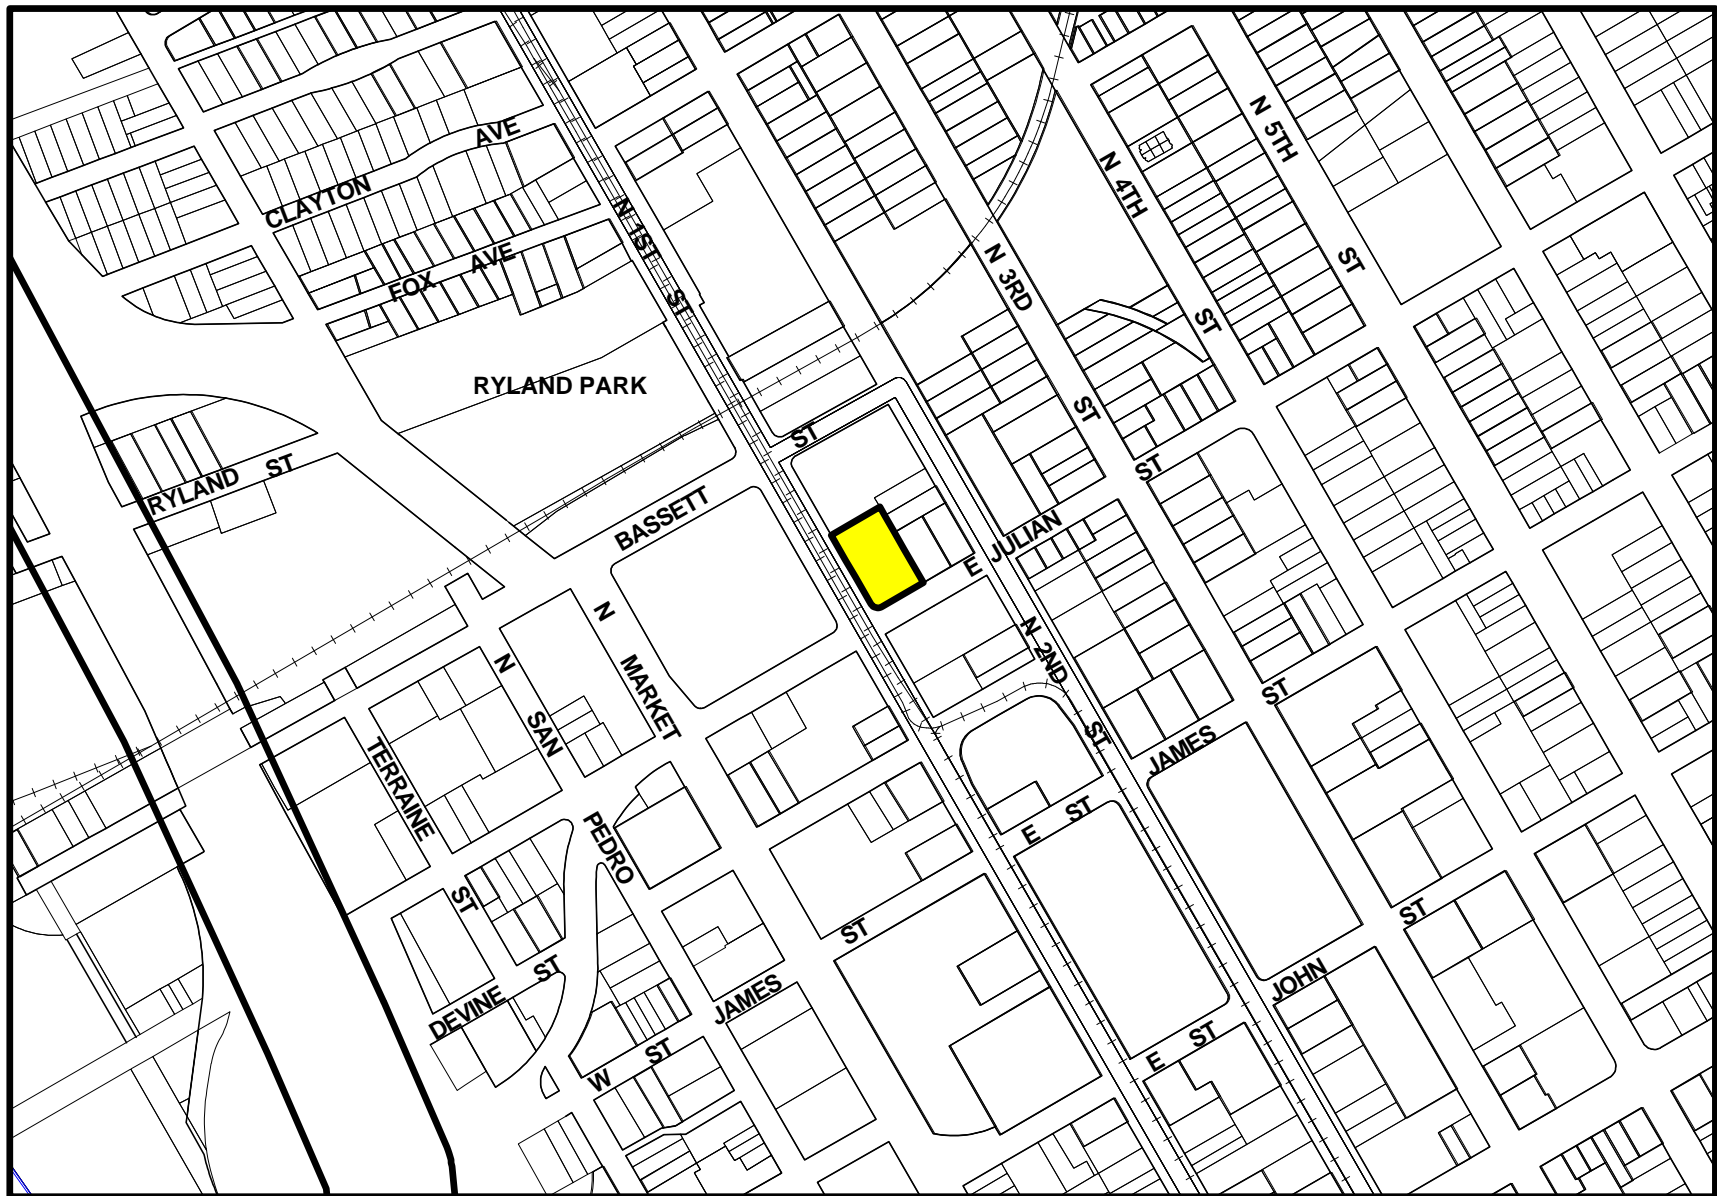 N 5TH
ST
CLAYTON AVE
N 4TH
ST
N 1ST
ST
FOX AVE
N 3RD
ST
RYLAND PARK
BASSETT ST
RYLAND ST
E JULIAN ST
N 2ND
ST
N MARKET
N SAN PEDRO
TERRAINE
ST
E ST JAMES ST
DEVINE ST
W ST JAMES ST
E ST JOHN ST